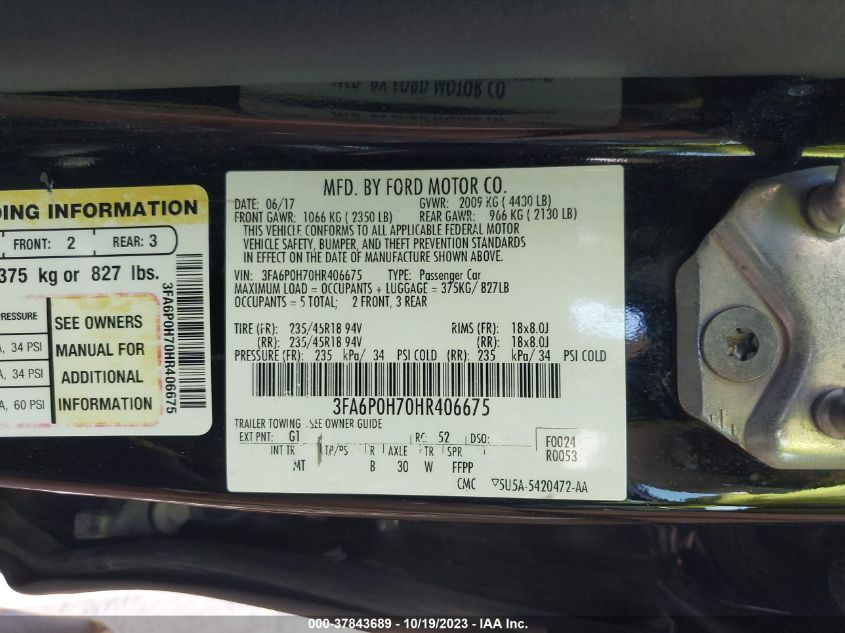 MFD. BY FORD MOTOR CO.
DATE: 06/17 GVWR: 2009 KG ( 4430 LB)
FRONT GAWR: 1066 KG ( 2350 LB) REAR GAWR: 966 KG ( 2130 LB)
THIS VEHICLE CONFORMS TO ALL APPLICABLE FEDERAL MOTOR
VEHICLE SAFETY, BUMPER, AND THEFT PREVENTION STANDARDS
IN EFFECT ON THE DATE OF MANUFACTURE SHOWN ABOVE.
VIN: 3FA6P0H70HR406675 TYPE: Passenger Car
MAXIMUM LOAD = OCCUPANTS + LUGGAGE = 375KG/ 827LB
OCCUPANTS = 5 TOTAL; 2 FRONT, 3 REAR
TIRE (FR): 235/45R18 94V RIMS (FR): 18x8.0J
(RR): 235/45R18 94V (RR): 18x8.0J
PRESSURE (FR): 235 kPa/ 34 PSI COLD (RR): 235 kPa/ 34 PSI COLD
3FA6P0H70HR406675
TRAILER TOWING - SEE OWNER GUIDE
EXT PNT: G1 RC: 52 DSO: F0024
INT TR TP/PS R AXLE TR SPR R0053
MT B 30 W FFPP
CMC ▽5U5A-5420472-AA
DING INFORMATION
FRONT: 2 REAR: 3
375 kg or 827 lbs.
PRESSURE SEE OWNERS
A, 34 PSI MANUAL FOR
A, 34 PSI ADDITIONAL
A, 60 PSI INFORMATION
3FA6P0H70HR406675
000-37843689 - 10/19/2023 - IAA Inc.